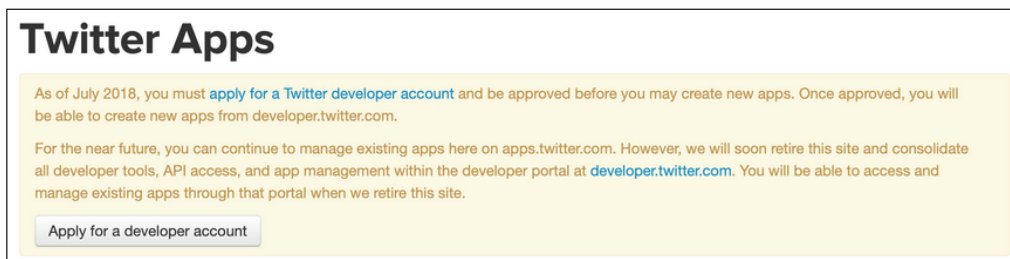 Twitter Apps
As of July 2018, you must apply for a Twitter developer account and be approved before you may create new apps. Once approved, you will
be able to create new apps from developer.twitter.com.
For the near future, you can continue to manage existing apps here on apps.twitter.com. However, we will soon retire this site and consolidate
all developer tools, API access, and app management within the developer portal at developer.twitter.com. You will be able to access and
manage existing apps through that portal when we retire this site.
Apply for a developer account